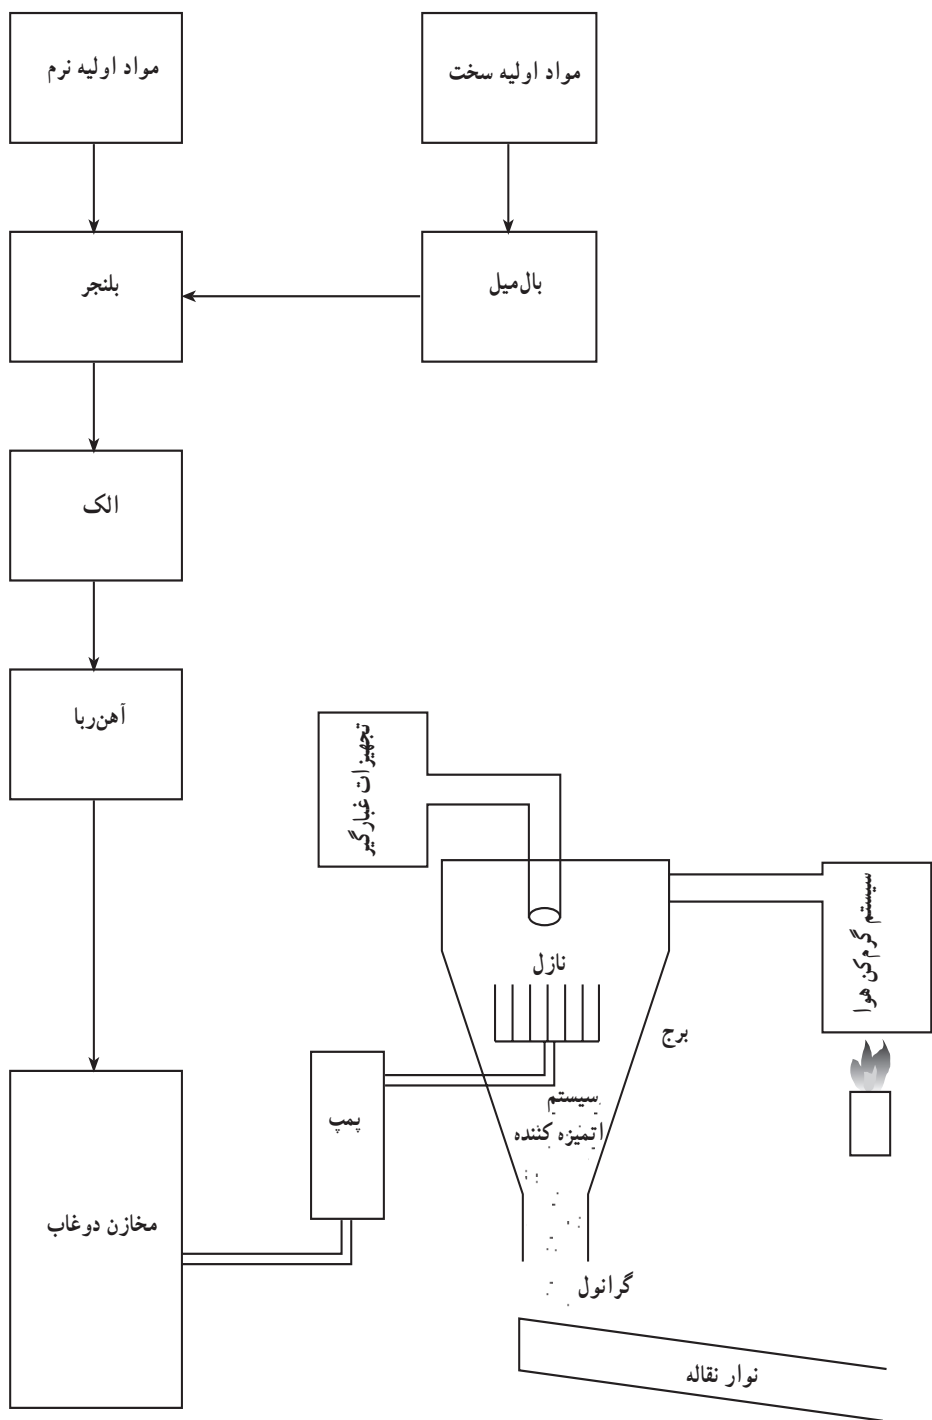 مواد اولیه سخت
مواد اولیه نرم
بال‌میل
بلنجر
الک
آهن‌ربا
تجهیزات غبارگیر
سیستم گرم‌کن هوا
نازل
برج
سیستم
اتمیزه کننده
پمپ
مخازن دوغاب
گرانول
نوار نقاله